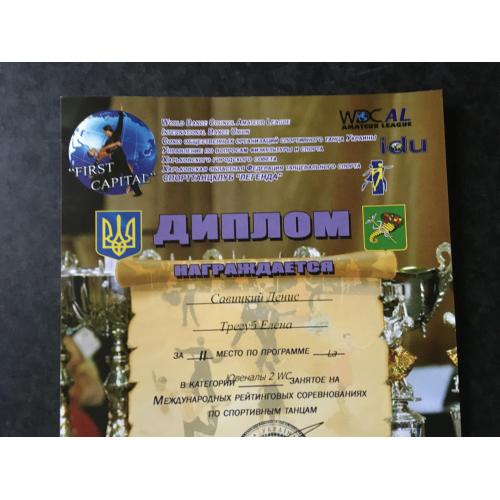 World Dance Council Amateur League
International Dance Union
Союз общественных организаций спортивного танца Украины
Управление по вопросам физкультуры и спорта
Харьковского городского совета
Харьковская областная Федерация танцевального спорта
СПОРТТАНЦКЛУБ "ЛЕГЕНДА"
"FIRST
CAPITAL"
WDC AL
AMATEUR LEAGUE
idu
ДИПЛОМ
НАГРАЖДАЕТСЯ
Савицкий Денис
Трегуб Елена
ЗА II МЕСТО ПО ПРОГРАММЕ La
Ювеналы 2 WC
В КАТЕГОРИИ ЗАНЯТОЕ НА
МЕЖДУНАРОДНЫХ РЕЙТИНГОВЫХ СОРЕВНОВАНИЯХ
ПО СПОРТИВНЫМ ТАНЦАМ